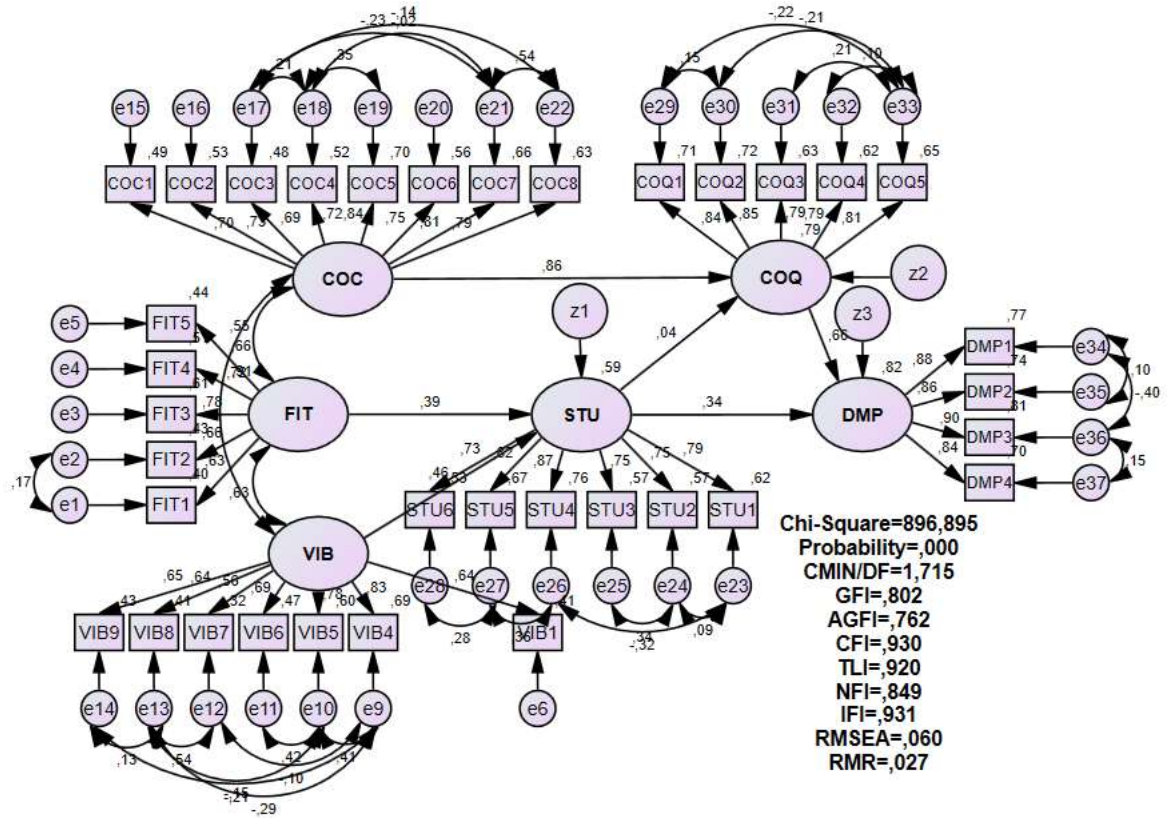 -,14
-,23 -,02
,21 ,35 ,54
-,22 -,21
,15 ,21 ,10
e15 e16 e17 e18 e19 e20 e21 e22
e29 e30 e31 e32 e33
,49 ,53 ,48 ,52 ,70 ,56 ,66 ,63
,71 ,72 ,63 ,62 ,65
COC1 COC2 COC3 COC4 COC5 COC6 COC7 COC8
COQ1 COQ2 COQ3 COQ4 COQ5
,70 ,73 ,69 ,72 ,84 ,75 ,81 ,79
,84 ,85 ,79 ,79 ,81
,79
COC ,86 COQ z2
z1 z3
,44
e5 FIT5 ,55
,66
,04 ,66
,77
DMP1 e34
e4 FIT4
,59 ,82 ,88 ,74 ,10
,61
,86 DMP2 e35 -,40
e3 FIT3 ,78 FIT ,39 STU ,34 DMP
,81
,43 ,66
,90 DMP3 e36
e2 FIT2 ,63
,40
,84 ,70 ,15
,17
e1 FIT1 ,63
DMP4 e37
,73 ,82 ,87 ,75 ,75 ,79
,46 ,53 ,67 ,76 ,57 ,57 ,62
STU6 STU5 STU4 STU3 STU2 STU1
VIB
,65 ,64 ,69 ,78 ,83 ,64
e28 e27 e26 e25 e24 e23
,43 ,41 ,32 ,47 ,60 ,69 ,41
VIB9 VIB8 VIB7 VIB6 VIB5 VIB4 VIB1
,28 ,36 ,34 ,09
-,32
e14 e13 e12 e11 e10 e9 e6
,13 ,54 ,42 ,41
-,10
-,29
Chi-Square=896,895
Probability=,000
CMIN/DF=1,715
GFI=,802
AGFI=,762
CFI=,930
TLI=,920
NFI=,849
IFI=,931
RMSEA=,060
RMR=,027